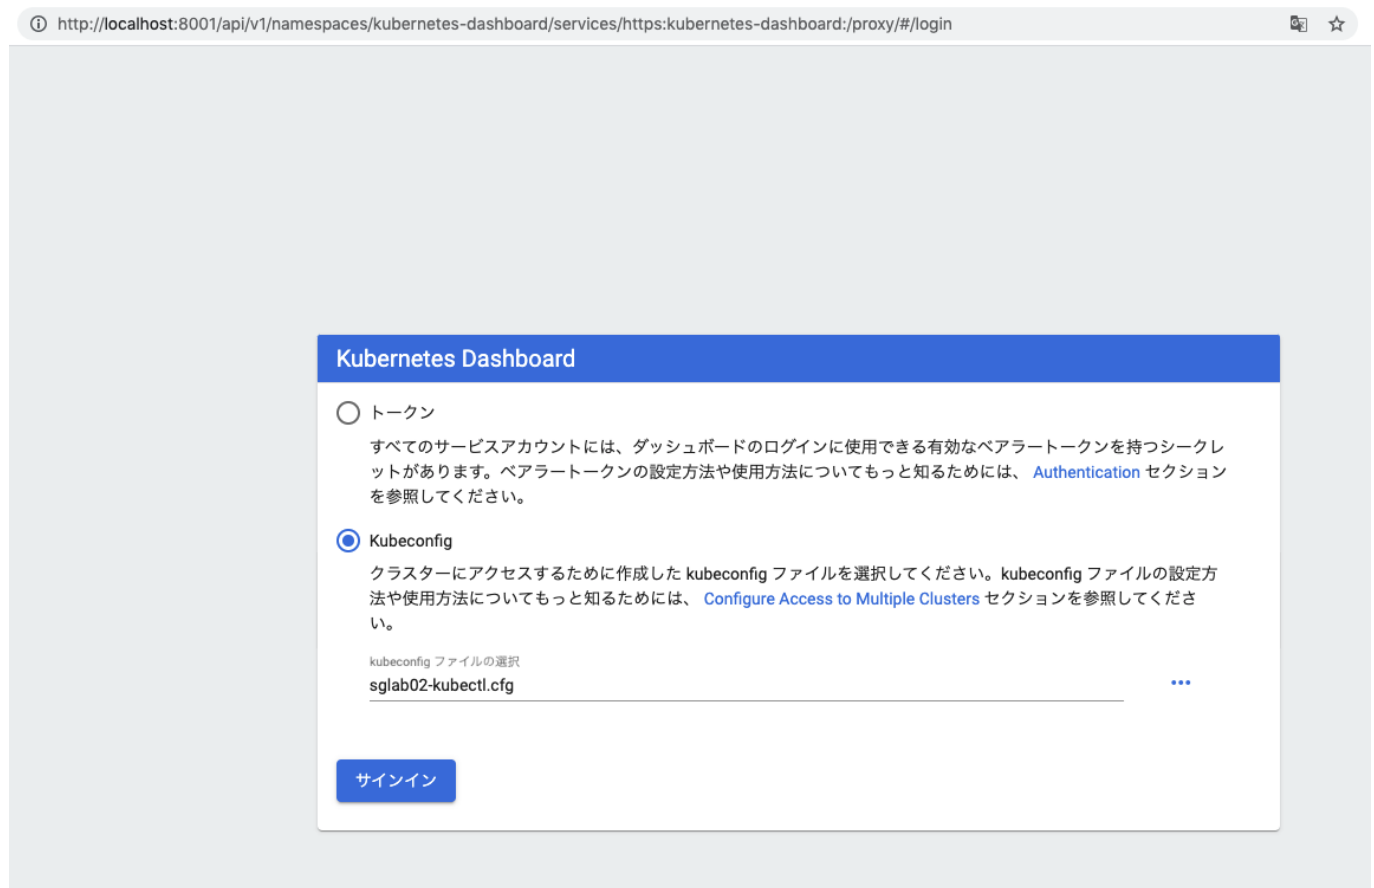 http://localhost:8001/api/v1/namespaces/kubernetes-dashboard/services/https:kubernetes-dashboard:/proxy/#/login
Kubernetes Dashboard
トークン
すべてのサービスアカウントには、ダッシュボードのログインに使用できる有効なベアラートークンを持つシークレ
ットがあります。ベアラートークンの設定方法や使用方法についてもっと知るためには、 Authentication セクション
を参照してください。
Kubeconfig
クラスターにアクセスするために作成した kubeconfig ファイルを選択してください。kubeconfig ファイルの設定方
法や使用方法についてもっと知るためには、 Configure Access to Multiple Clusters セクションを参照してくださ
い。
kubeconfig ファイルの選択
sglab02-kubectl.cfg
サインイン